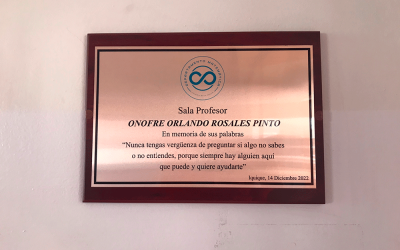 Sala Profesor
ONOFRE ORLANDO ROSALES PINTO
En memoria de sus palabras
“Nunca tengas vergüenza de preguntar si algo no sabes
o no entiendes, porque siempre hay alguien aquí
que puede y quiere ayudarte”
Iquique, 14 Diciembre 2022